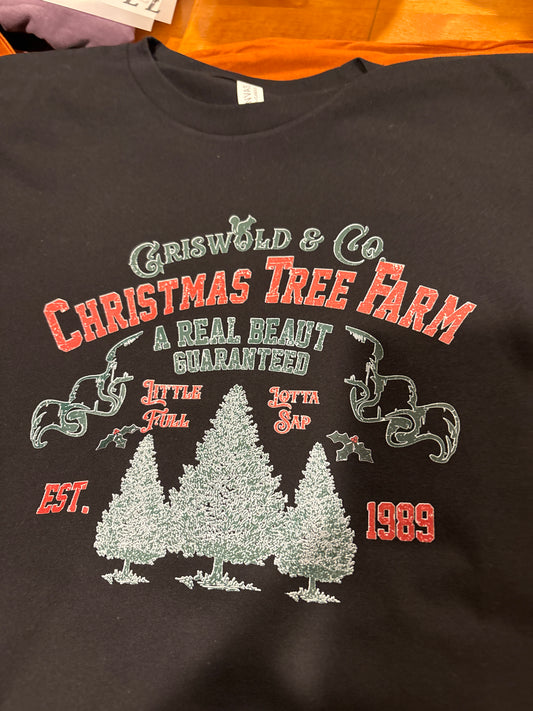 GRISWOLD & CO
CHRISTMAS TREE FARM
A REAL BEAUT
GUARANTEED
LITTLE FULL
LOTTA SAP
EST. 1989